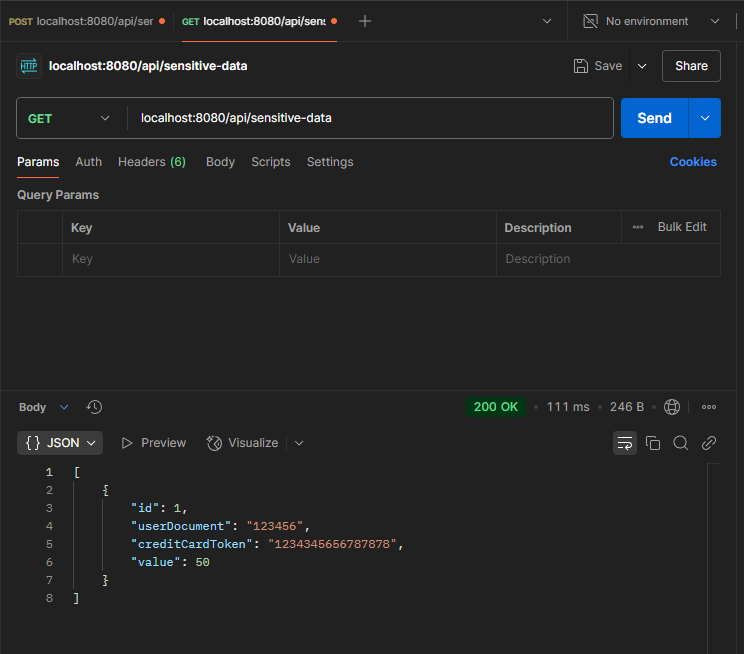 POST localhost:8080/api/ser GET localhost:8080/api/sens No environment
HTTP localhost:8080/api/sensitive-data Save Share
GET localhost:8080/api/sensitive-data Send
Params Auth Headers (6) Body Scripts Settings Cookies
Query Params
Key Value Description Bulk Edit
Key Value Description
Body 200 OK 111 ms 246 B
{} JSON Preview Visualize
1 [
2 {
3 "id": 1,
4 "userDocument": "123456",
5 "creditCardToken": "1234345656787878",
6 "value": 50
7 }
8 ]